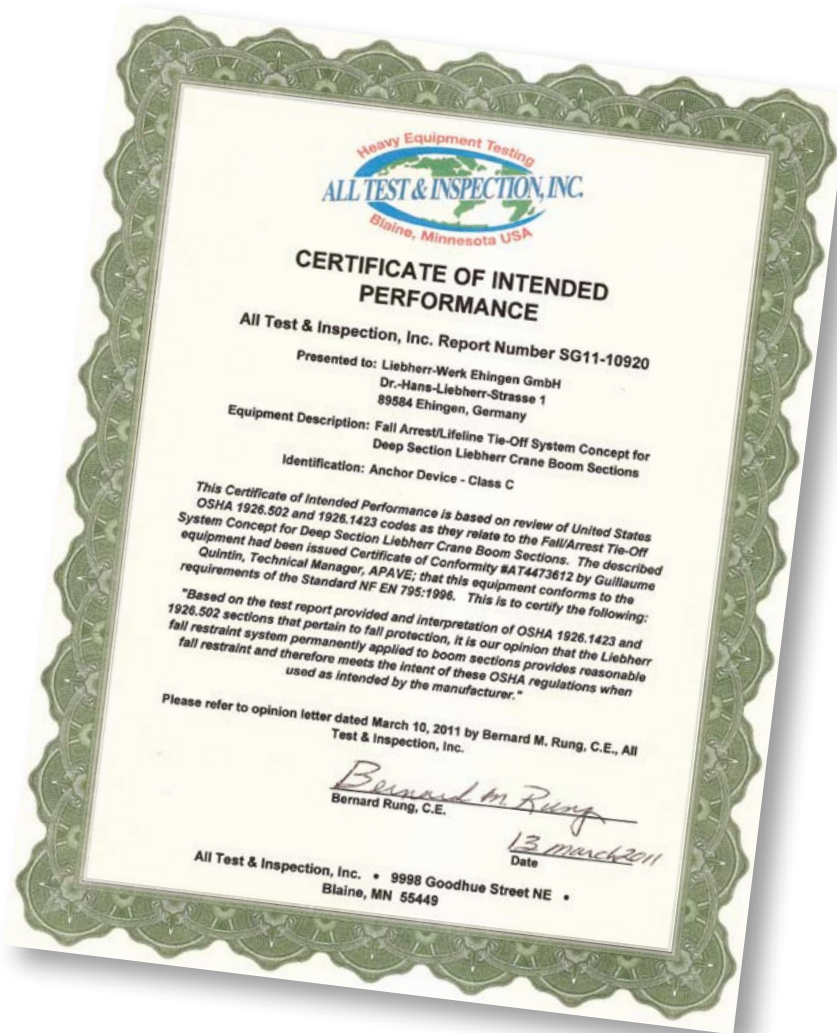 Heavy Equipment Testing
ALL TEST & INSPECTION, INC.
Blaine, Minnesota USA
CERTIFICATE OF INTENDED
PERFORMANCE
All Test & Inspection, Inc. Report Number SG11-10920
Presented to: Liebherr-Werk Ehingen GmbH
Dr.-Hans-Liebherr-Strasse 1
89584 Ehingen, Germany
Equipment Description: Fall Arrest/Lifeline Tie-Off System Concept for
Deep Section Liebherr Crane Boom Sections
Identification: Anchor Device - Class C
This Certificate of Intended Performance is based on review of United States
OSHA 1926.502 and 1926.1423 codes as they relate to the Fall/Arrest Tie-Off
System Concept for Deep Section Liebherr Crane Boom Sections. The described
equipment had been issued Certificate of Conformity #AT4473612 by Guillaume
Quintin, Technical Manager, APAVE; that this equipment conforms to the
requirements of the Standard NF EN 795:1996. This is to certify the following:
"Based on the test report provided and interpretation of OSHA 1926.1423 and
1926.502 sections that pertain to fall protection, it is our opinion that the Liebherr
fall restraint system permanently applied to boom sections provides reasonable
fall restraint and therefore meets the intent of these OSHA regulations when
used as intended by the manufacturer."
Please refer to opinion letter dated March 10, 2011 by Bernard M. Rung, C.E., All
Test & Inspection, Inc.
Bernard M. Rung
Bernard Rung, C.E.
13 march 2011
Date
All Test & Inspection, Inc. • 9998 Goodhue Street NE •
Blaine, MN 55449